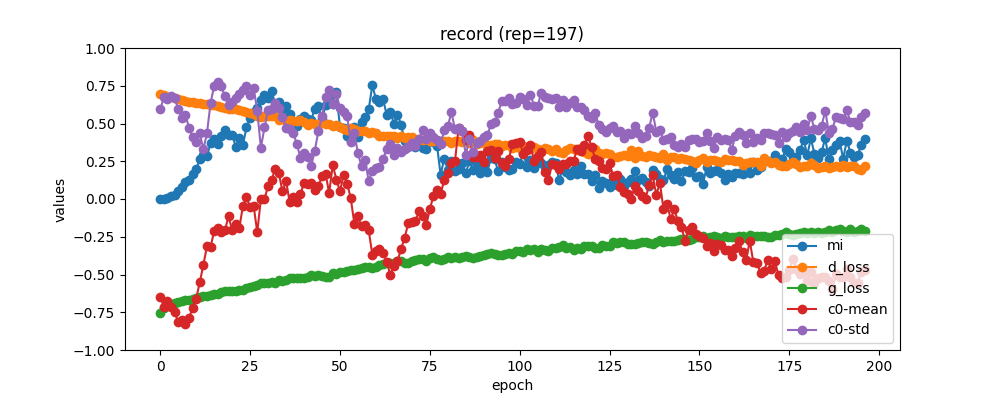 record (rep=197)
1.00
0.75
0.50
0.25
0.00
−0.25
−0.50
−0.75
−1.00
values
0
25
50
75
100
125
150
175
200
epoch
mi
d_loss
g_loss
c0-mean
c0-std